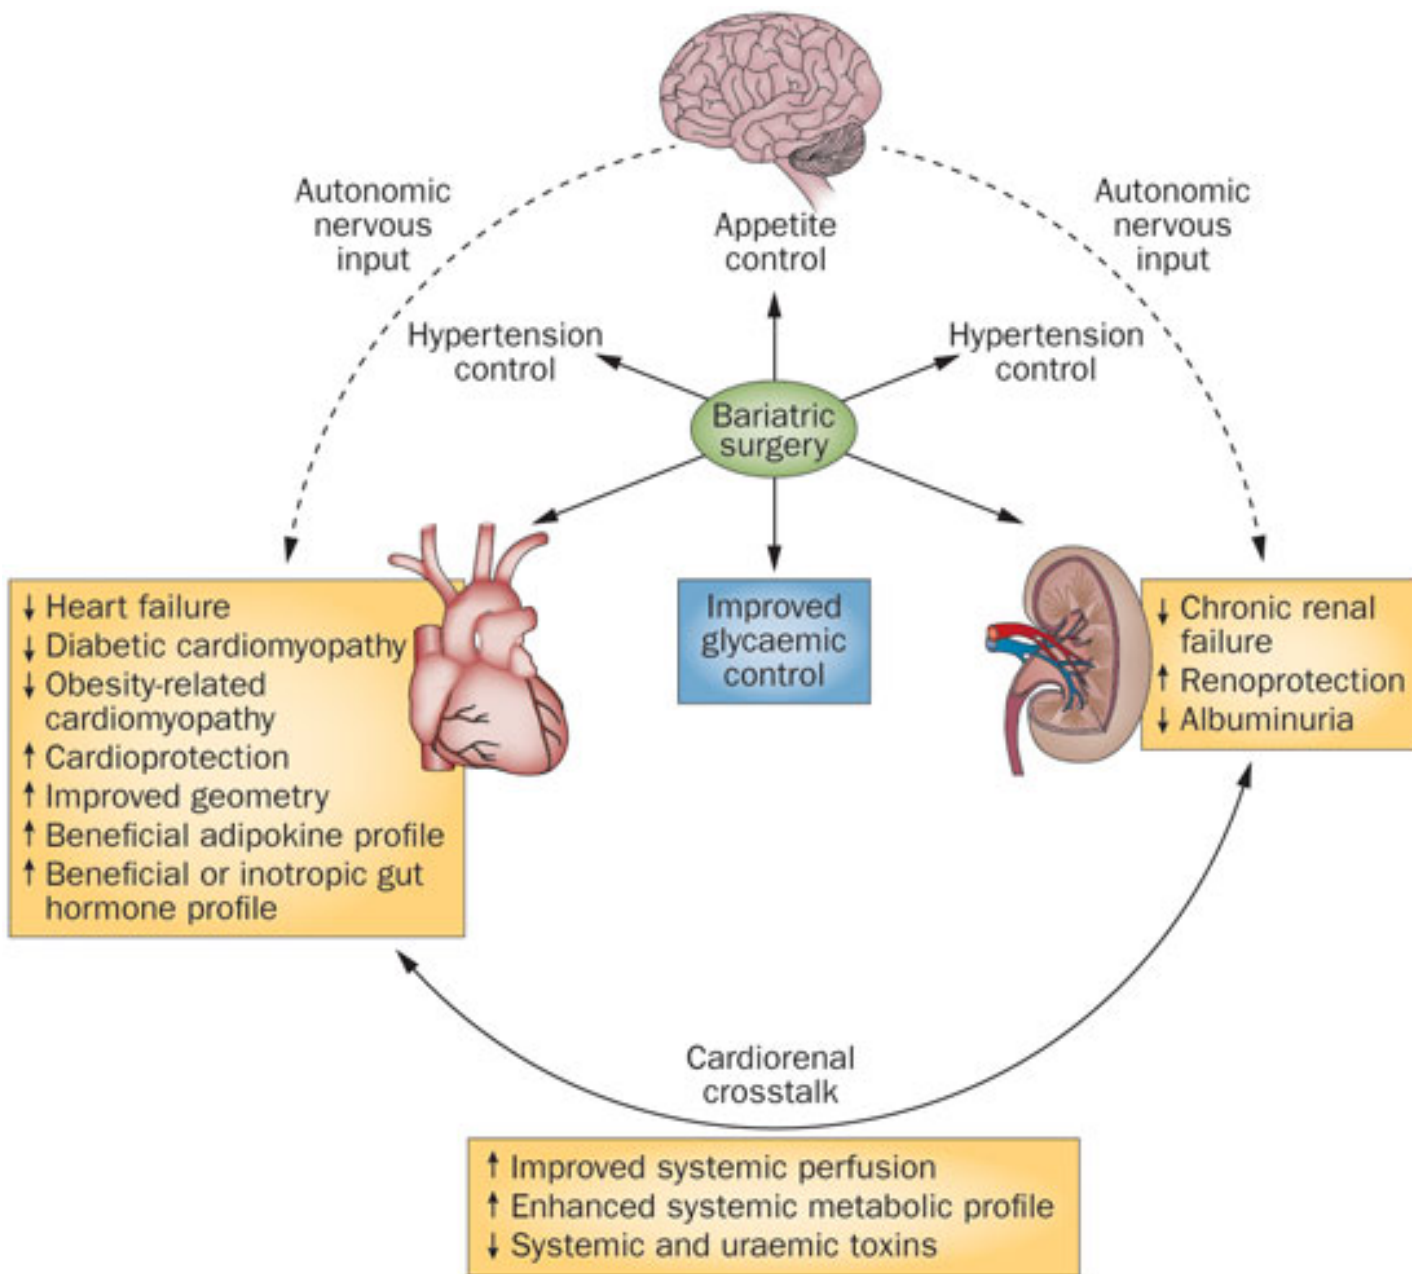 Autonomic
nervous
input
Autonomic
nervous
input
Appetite
control
Hypertension
control
Hypertension
control
Bariatric
surgery
↓ Heart failure
↓ Diabetic cardiomyopathy
↓ Obesity-related
cardiomyopathy
↑ Cardioprotection
↑ Improved geometry
↑ Beneficial adipokine profile
↑ Beneficial or inotropic gut
hormone profile
Improved
glycaemic
control
↓ Chronic renal
failure
↑ Renoprotection
↓ Albuminuria
Cardiorenal
crosstalk
↑ Improved systemic perfusion
↑ Enhanced systemic metabolic profile
↓ Systemic and uraemic toxins